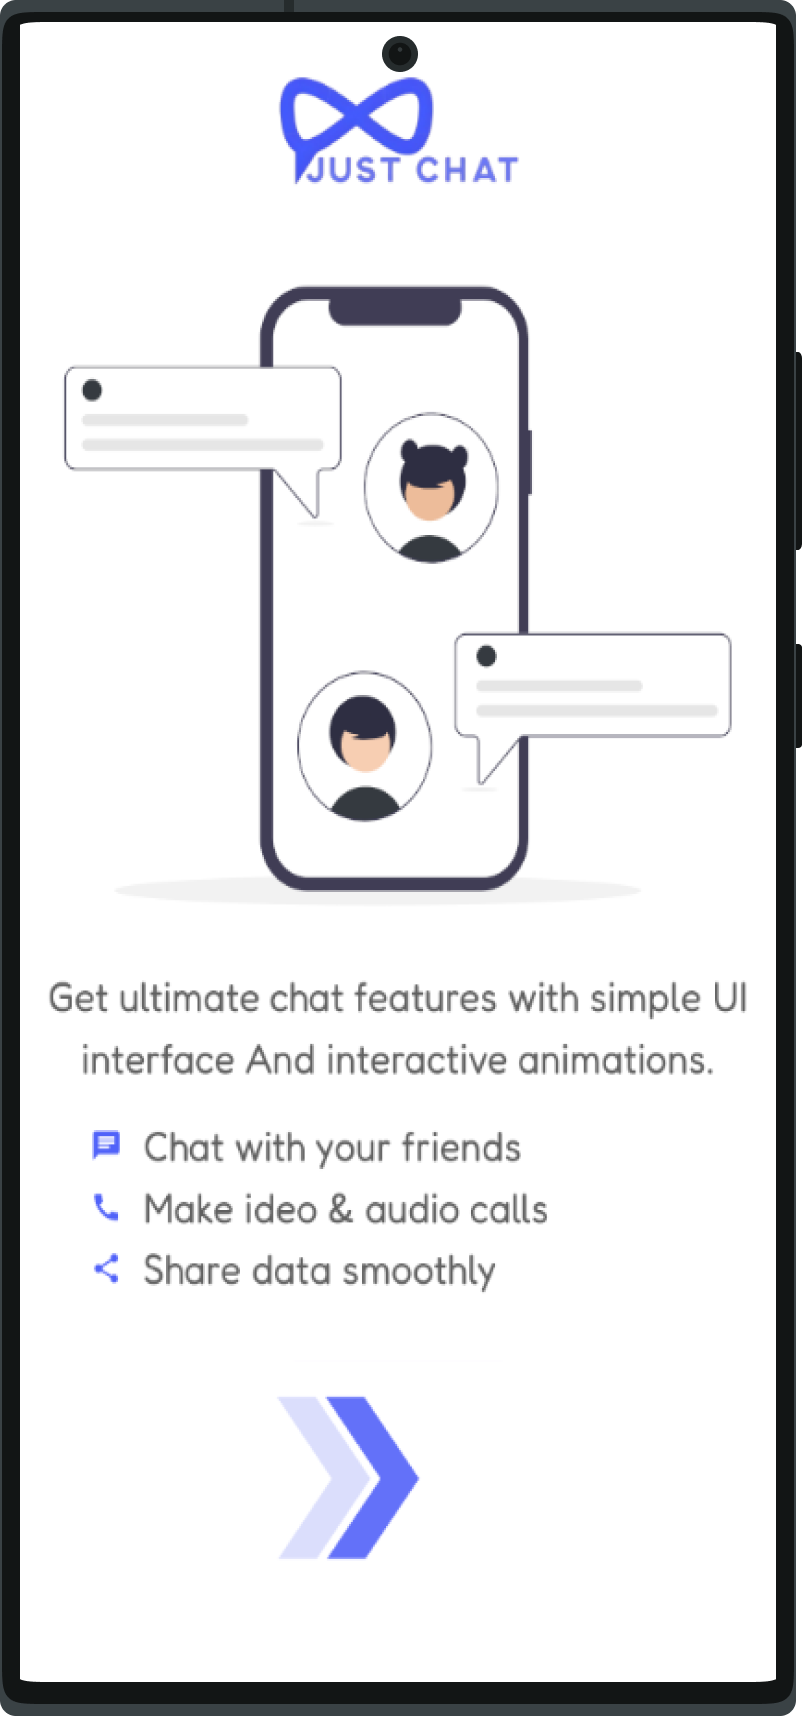 JUST CHAT
Get ultimate chat features with simple UI
interface And interactive animations.
Chat with your friends
Make ideo & audio calls
Share data smoothly